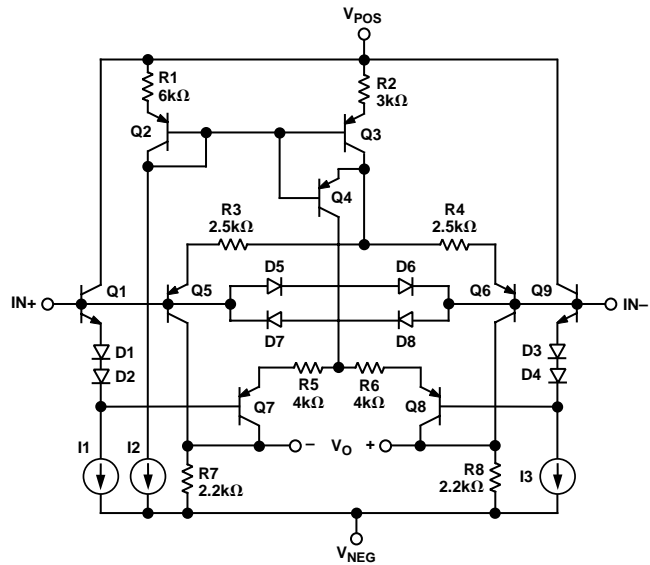 VPOS
R1
6kΩ
R2
3kΩ
Q2
Q3
Q4
R3
2.5kΩ
R4
2.5kΩ
D5
D6
IN+
Q1
Q5
Q6
Q9
IN–
D7
D8
D1
D2
D3
D4
R5
4kΩ
R6
4kΩ
Q7
Q8
I1
I2
–
VO
+
R7
2.2kΩ
R8
2.2kΩ
I3
VNEG